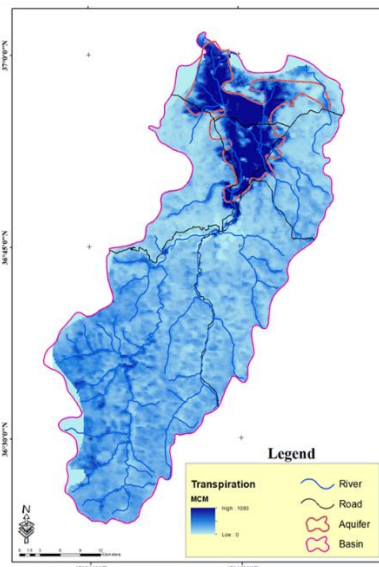 37°0'0"N
36°45'0"N
36°30'0"N
N
Legend
Transpiration
MCM
High : 1093
Low : 0
River
Road
Aquifer
Basin